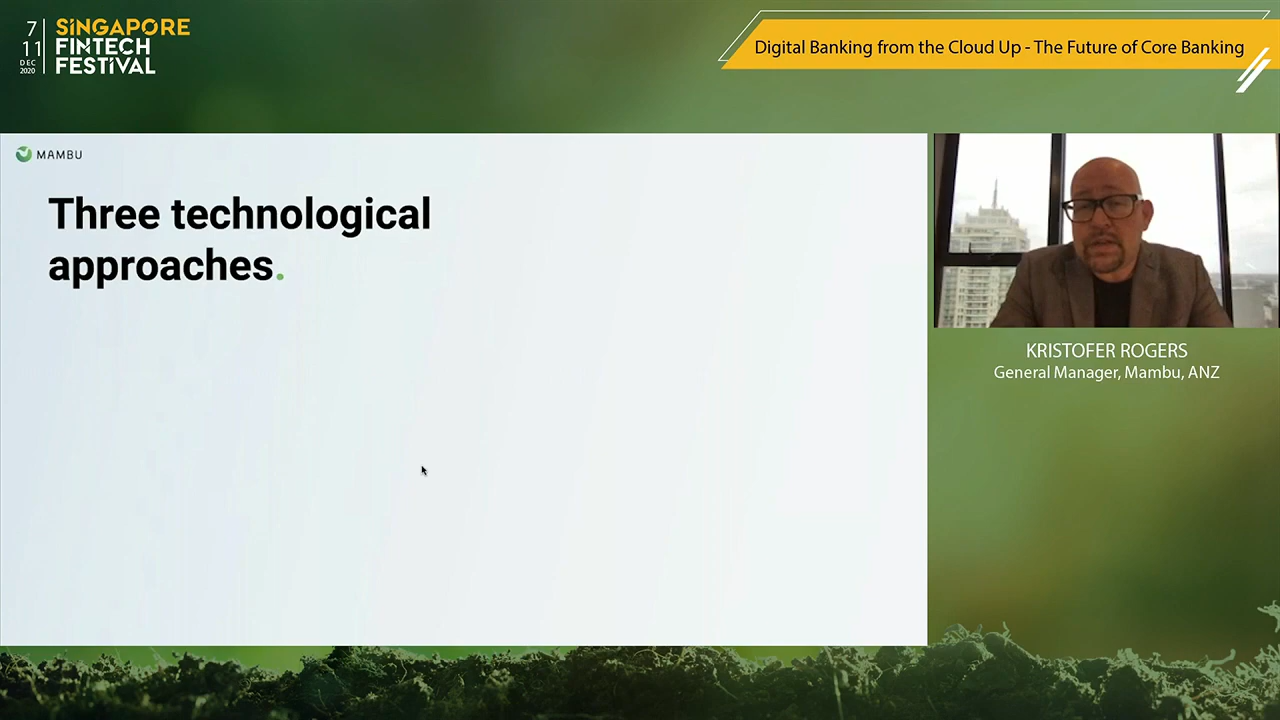 7
11
DEC
2020
SINGAPORE
FINTECH
FESTIVAL
Digital Banking from the Cloud Up - The Future of Core Banking
MAMBU
Three technological
approaches.
KRISTOFER ROGERS
General Manager, Mambu, ANZ